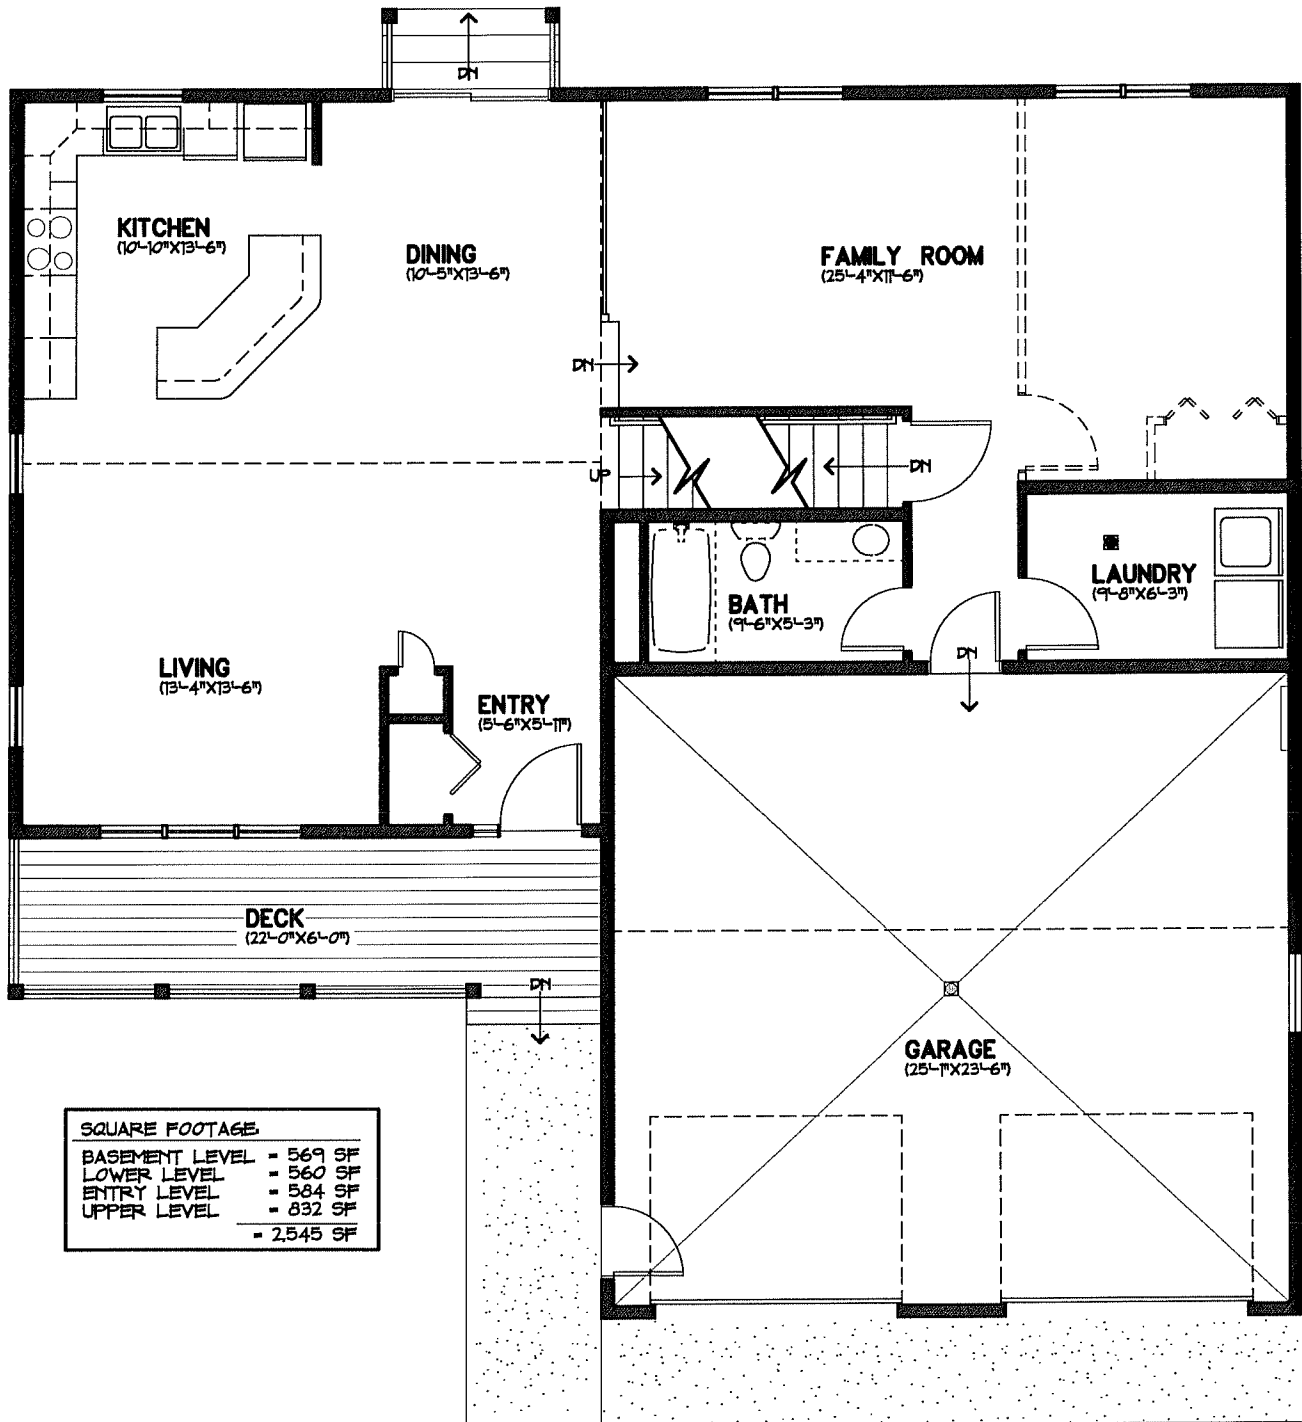 DN
KITCHEN
(10'-10"X13'-6")
DINING
(10'-5"X13'-6")
FAMILY ROOM
(25'-4"X11'-6")
DN
UP
DN
LAUNDRY
(9'-8"X6'-3")
BATH
(9'-6"X5'-3")
DN
LIVING
(13'-4"X13'-6")
ENTRY
(5'-6"X5'-11")
DECK
(22'-0"X6'-0")
DN
GARAGE
(25'-1"X23'-6")
SQUARE FOOTAGE:
BASEMENT LEVEL = 569 SF
LOWER LEVEL = 560 SF
ENTRY LEVEL = 584 SF
UPPER LEVEL = 832 SF
= 2,545 SF